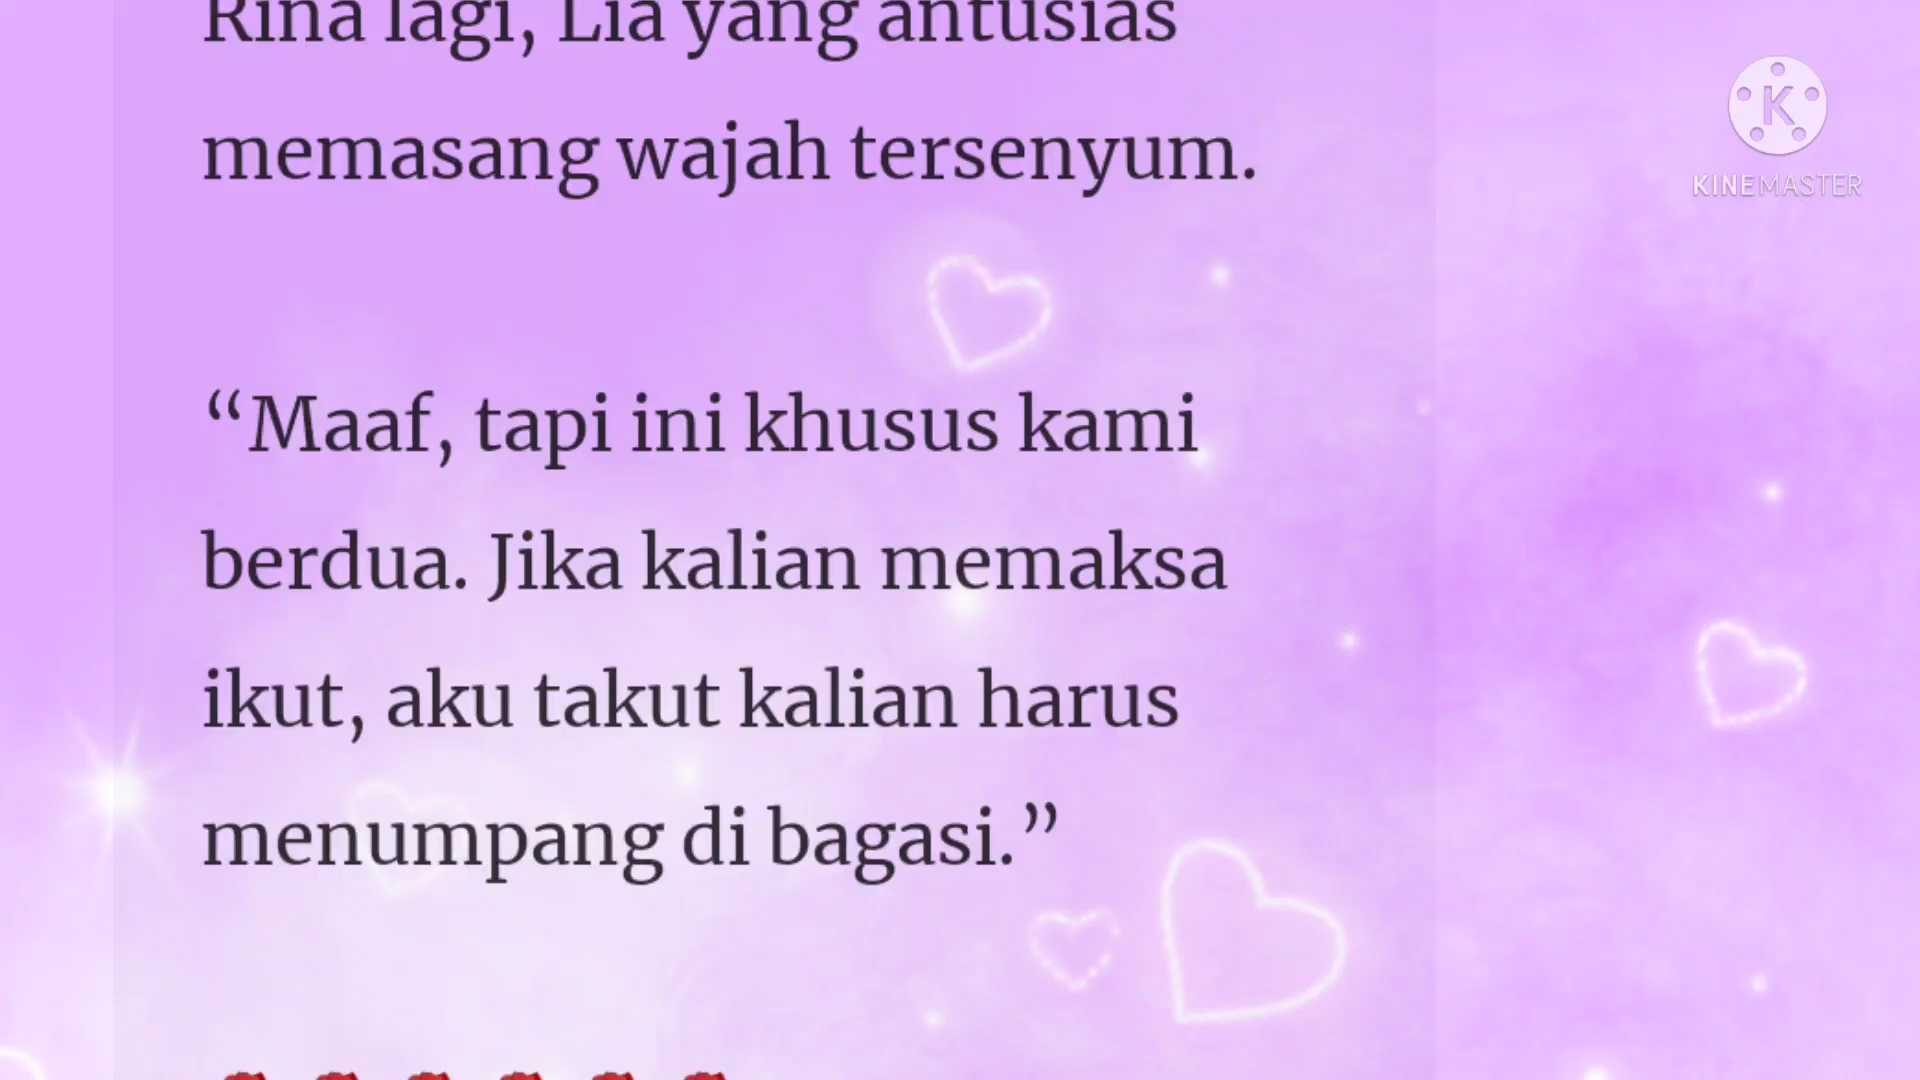 Rina lagi, Lia yang antusias
memasang wajah tersenyum.
“Maaf, tapi ini khusus kami
berdua. Jika kalian memaksa
ikut, aku takut kalian harus
menumpang di bagasi.”
K
KINEMASTER